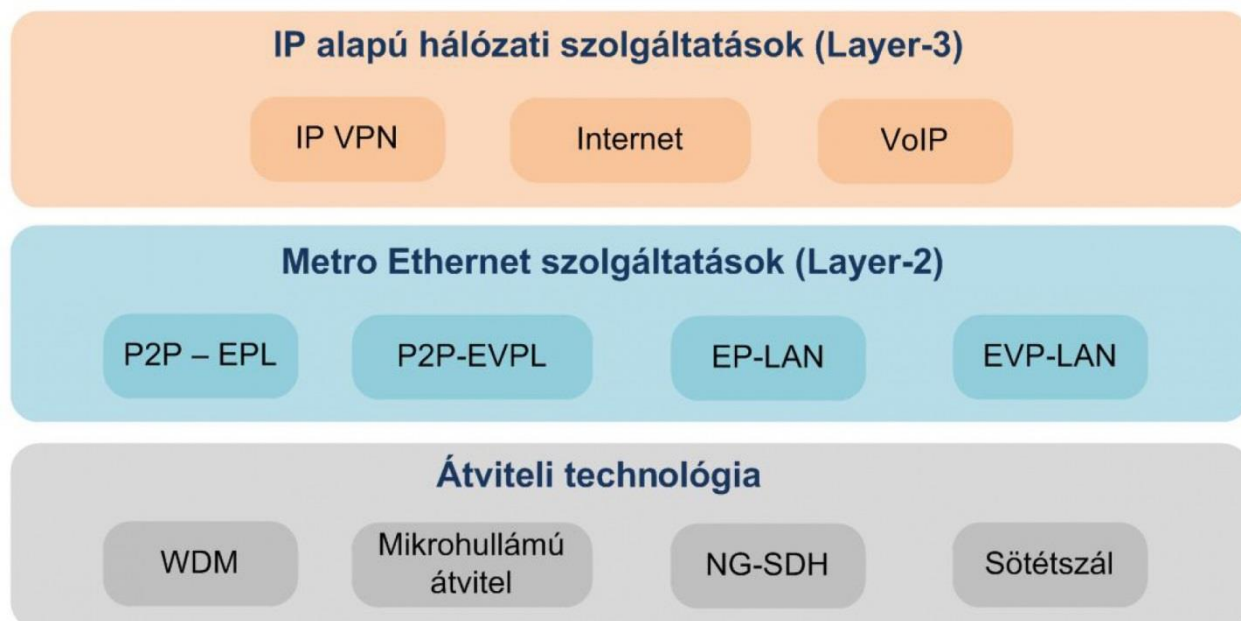 IP alapú hálózati szolgáltatások (Layer-3)
IP VPN
Internet
VoIP
Metro Ethernet szolgáltatások (Layer-2)
P2P – EPL
P2P-EVPL
EP-LAN
EVP-LAN
Átviteli technológia
WDM
Mikrohullámú
átvitel
NG-SDH
Sötétszál